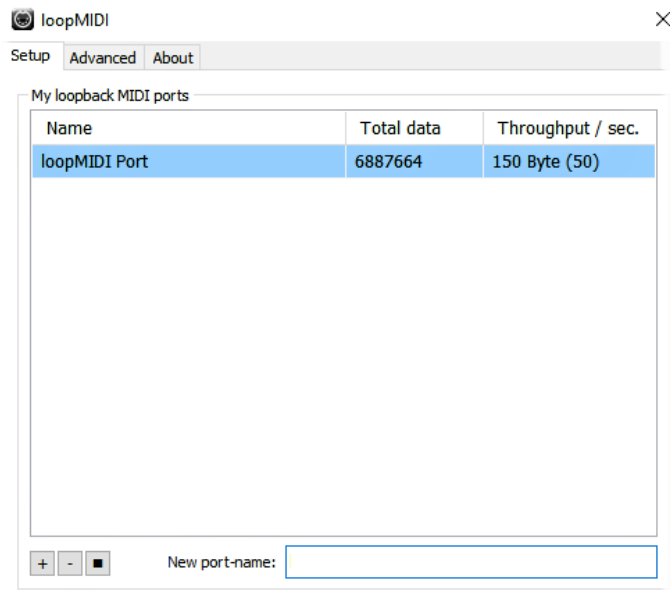 loopMIDI
Setup Advanced About
My loopback MIDI ports
Name Total data Throughput / sec.
loopMIDI Port 6887664 150 Byte (50)
+ - ■ New port-name: